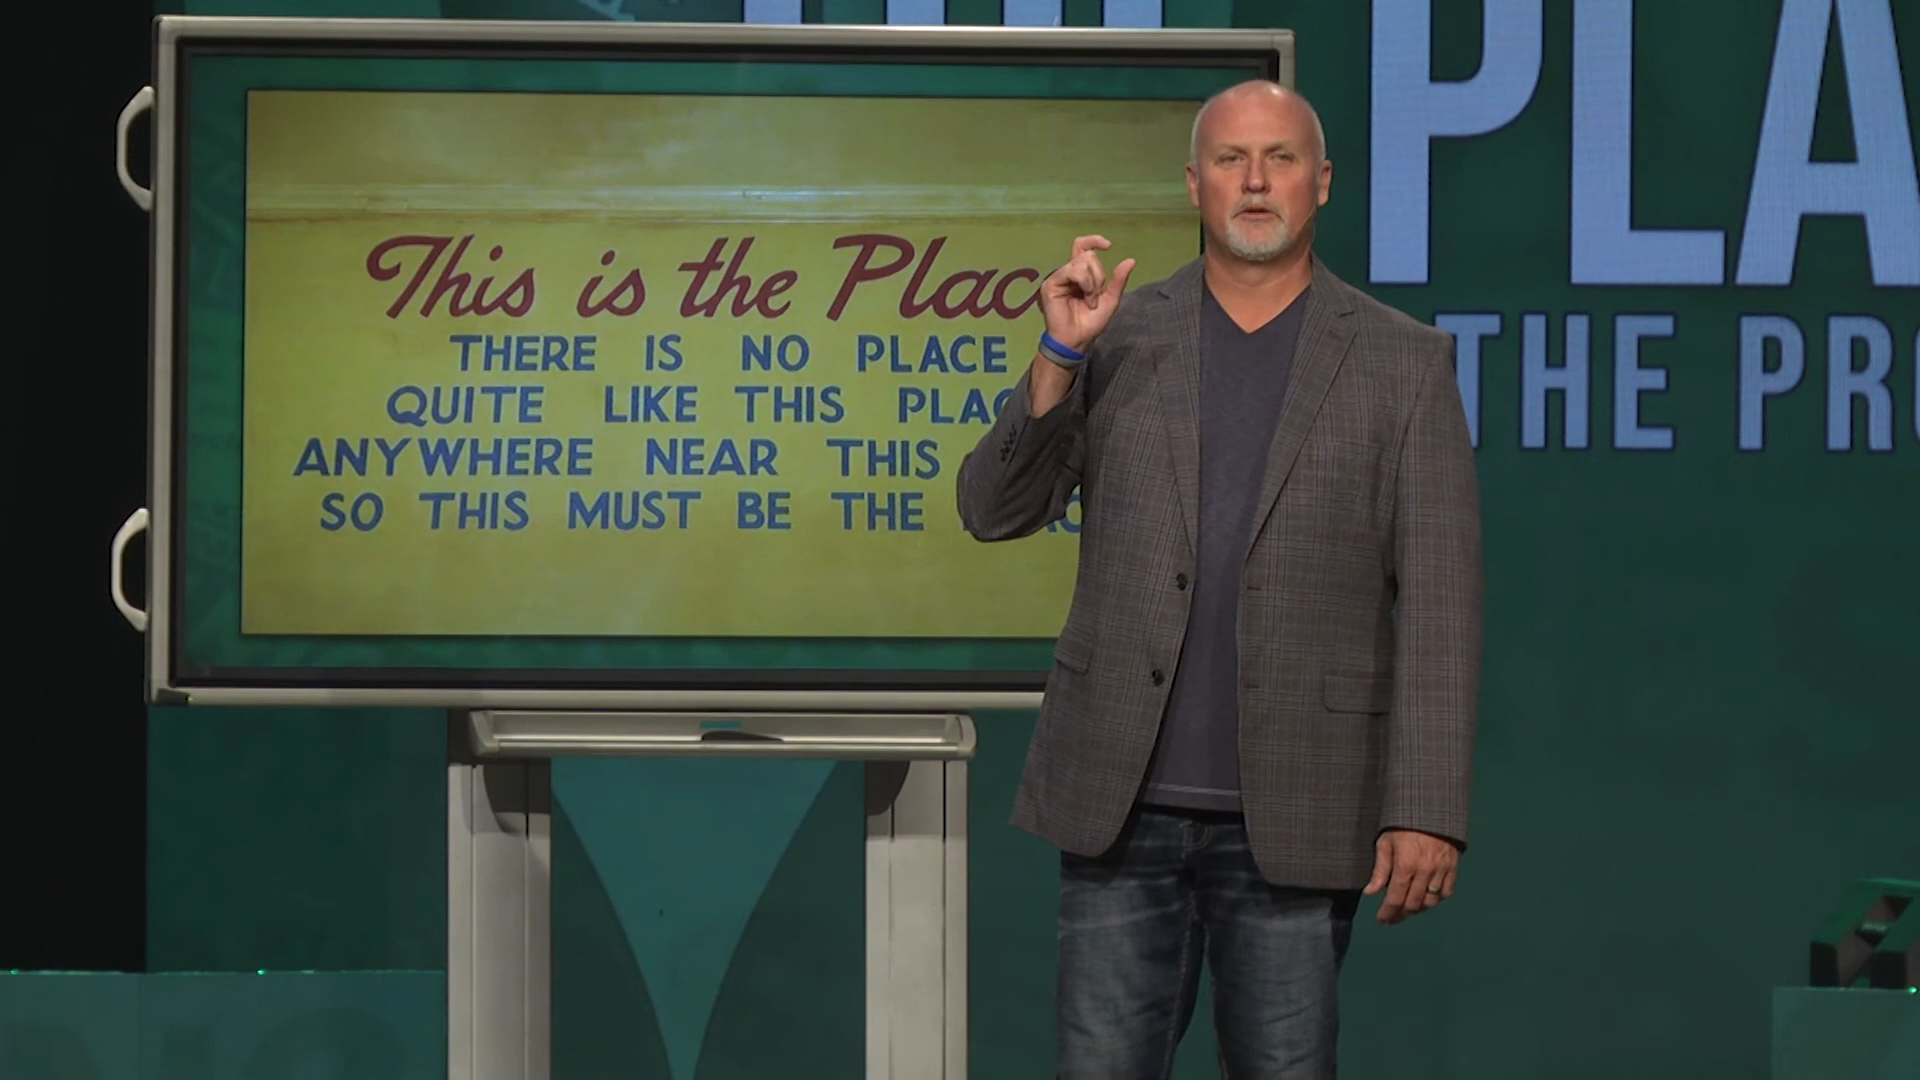 This is the Plac
THERE IS NO PLACE
QUITE LIKE THIS PLAC
ANYWHERE NEAR THIS
SO THIS MUST BE THE
PLA
THE PRO